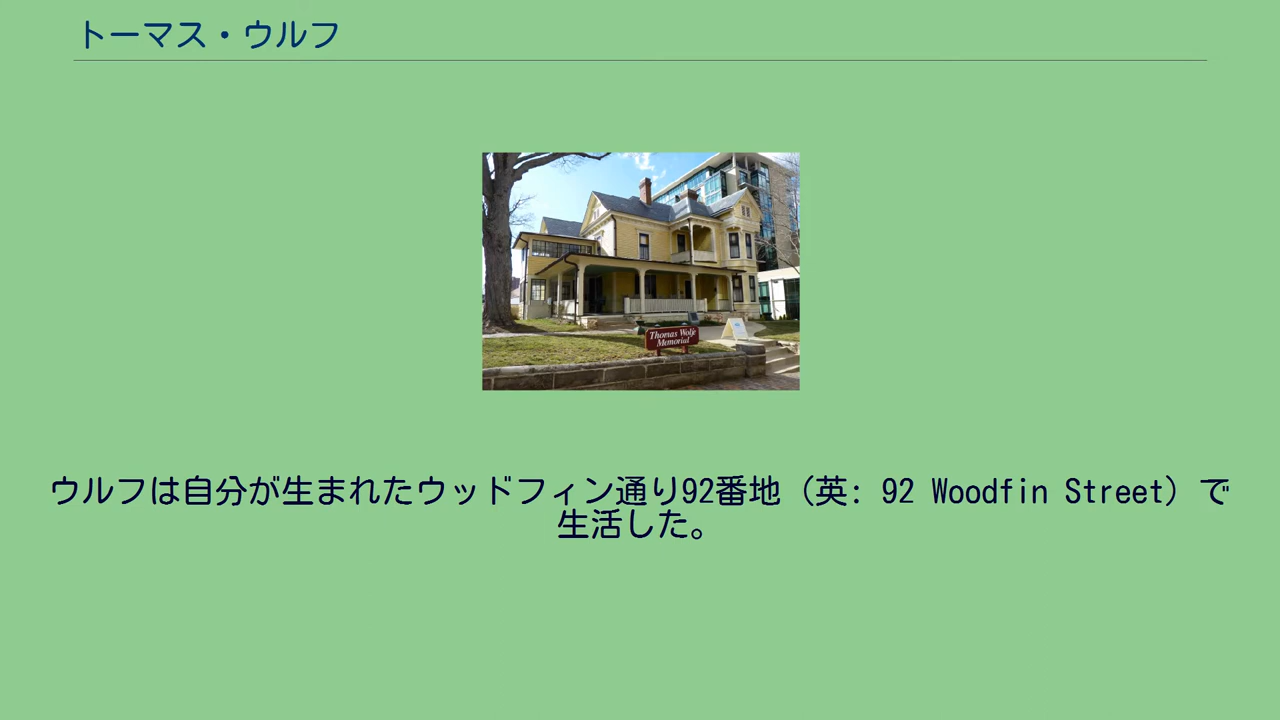 トーマス・ウルフ
Thomas Wolfe
Memorial
ウルフは自分が生まれたウッドフィン通り92番地（英: 92 Woodfin Street）で
生活した。